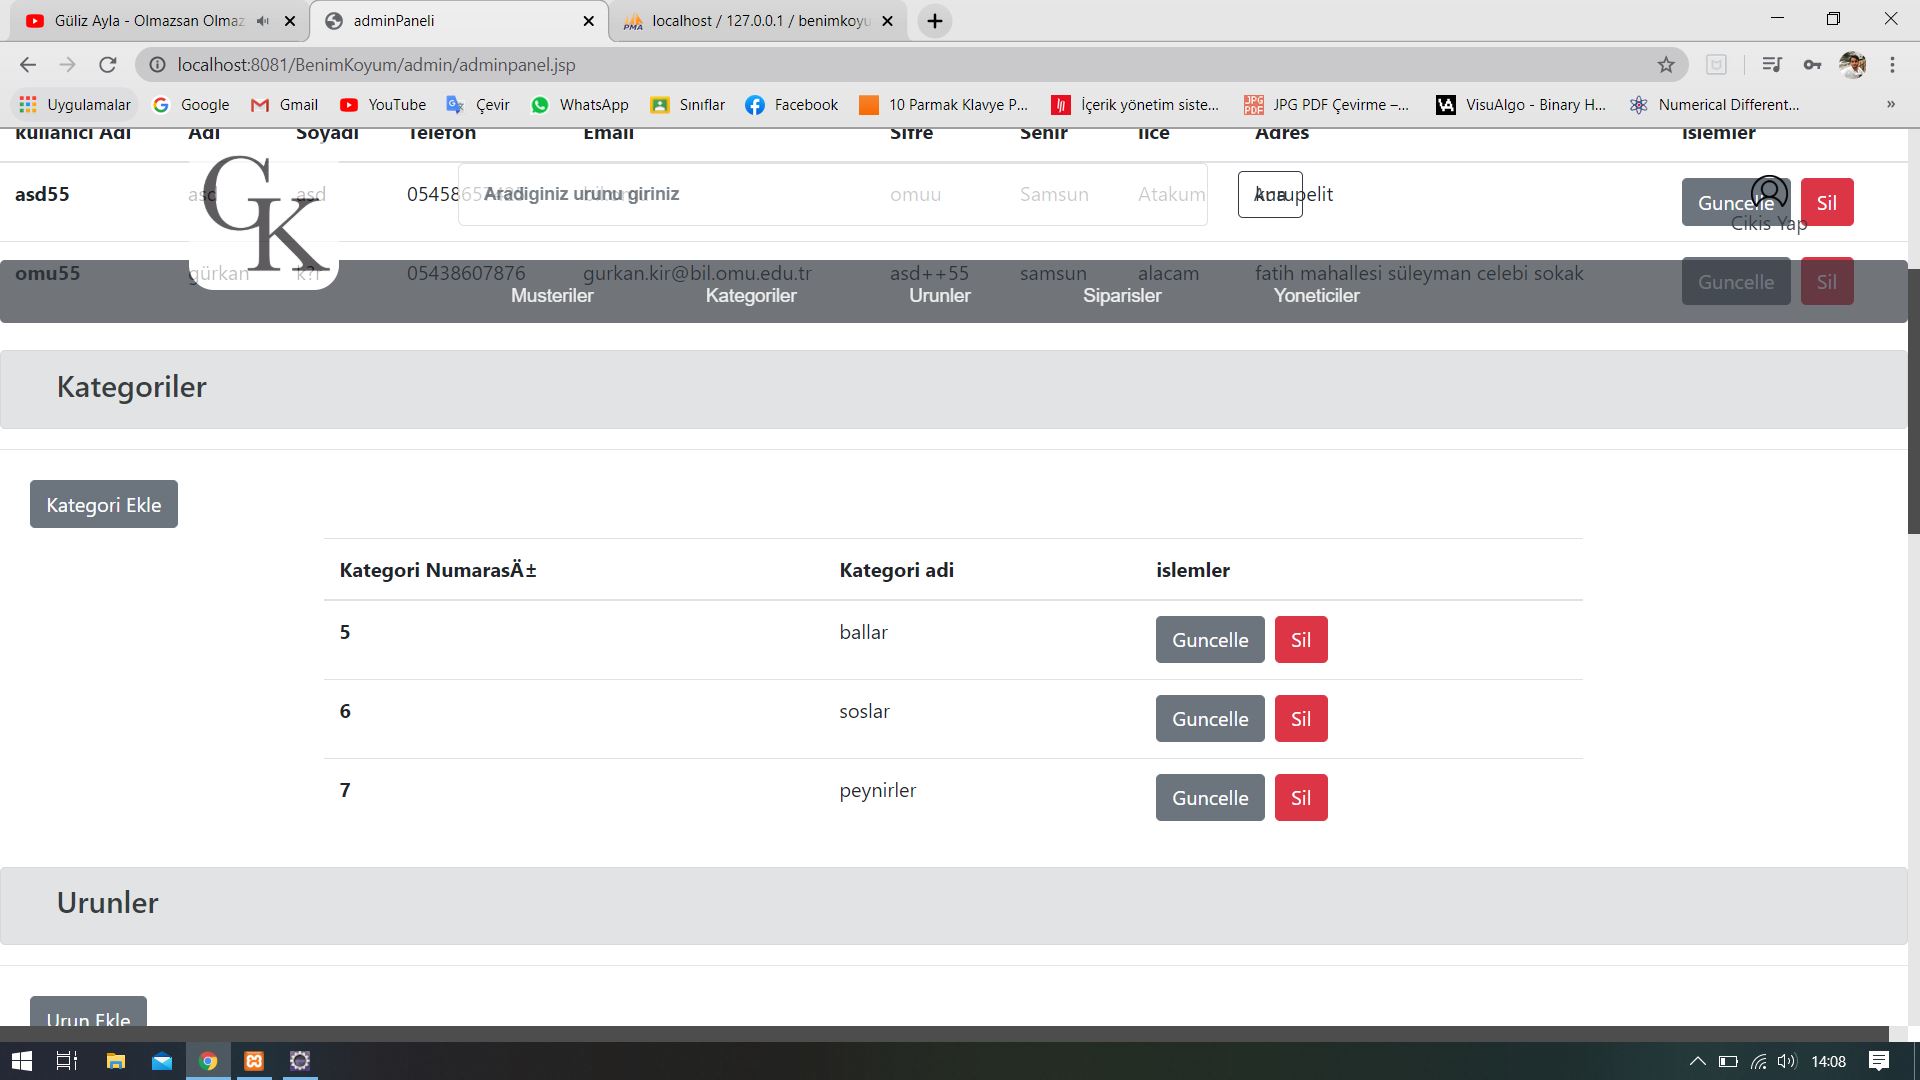 Güliz Ayla - Olmazsan Olmaz
adminPaneli
localhost / 127.0.0.1 / benimkoyu
localhost:8081/BenimKoyum/admin/adminpanel.jsp
Uygulamalar Google Gmail YouTube Çevir WhatsApp Sınıflar Facebook 10 Parmak Klavye P... İçerik yönetim siste... JPG PDF Çevirme –... VisuAlgo - Binary H... Numerical Different... »
kullanici Adi Adi Soyadi Telefon Email Sifre Sehir ilce Adres islemler
GK
asd55 asd asd Aradiginiz urunu giriniz omuu Samsun Atakum Ara kurupelit Guncelle Sil
Cikis Yap
omu55 gürkan k?r 05438607876 gurkan.kir@bil.omu.edu.tr asd++55 samsun alacam fatih mahallesi süleyman celebi sokak Guncelle Sil
Musteriler Kategoriler Urunler Siparisler Yoneticiler
Kategoriler
Kategori Ekle
Kategori NumarasÄ± Kategori adi islemler
5 ballar Guncelle Sil
6 soslar Guncelle Sil
7 peynirler Guncelle Sil
Urunler
Urun Ekle
14:08